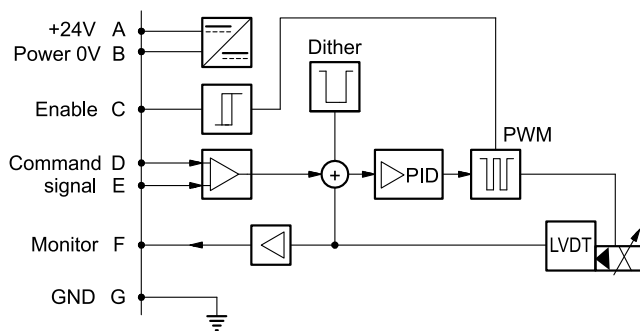 +24V A
Power 0V B
Dither
Enable C
PWM
Command D
signal E
PID
Monitor F
LVDT
GND G